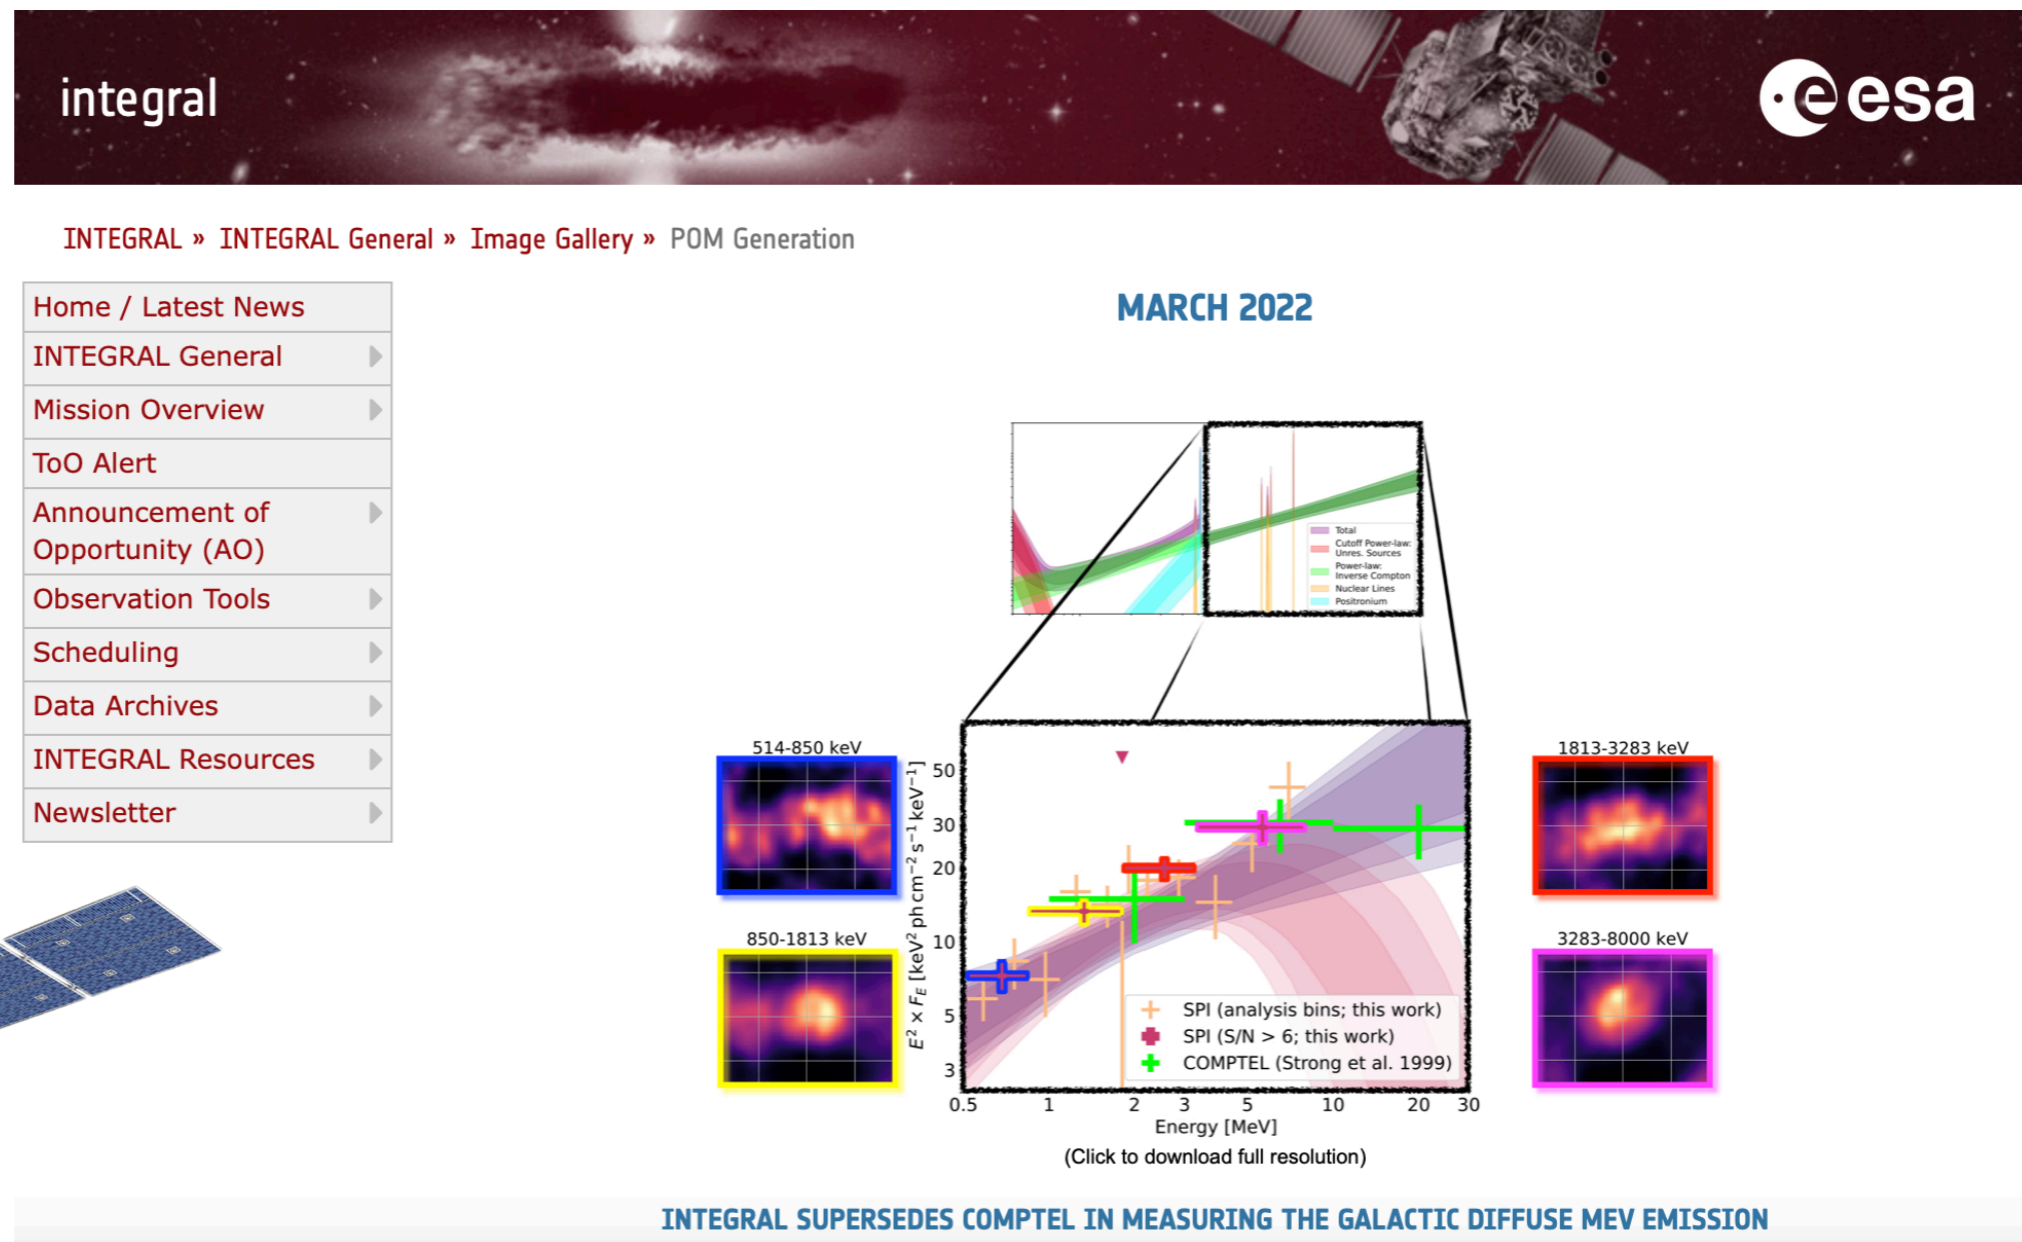 integral
esa
INTEGRAL » INTEGRAL General » Image Gallery » POM Generation
Home / Latest News
INTEGRAL General
Mission Overview
ToO Alert
Announcement of
Opportunity (AO)
Observation Tools
Scheduling
Data Archives
INTEGRAL Resources
Newsletter
MARCH 2022
Total
Cutoff Power-law:
Unres. Sources
Power-law:
Inverse Compton
Nuclear Lines
Positronium
514-850 keV
850-1813 keV
1813-3283 keV
3283-8000 keV
E² × F_E [keV² ph cm⁻² s⁻¹ keV⁻¹]
50
30
20
10
5
3
SPI (analysis bins; this work)
SPI (S/N > 6; this work)
COMPTEL (Strong et al. 1999)
0.5 1 2 3 5 10 20 30
Energy [MeV]
(Click to download full resolution)
INTEGRAL SUPERSEDES COMPTEL IN MEASURING THE GALACTIC DIFFUSE MEV EMISSION